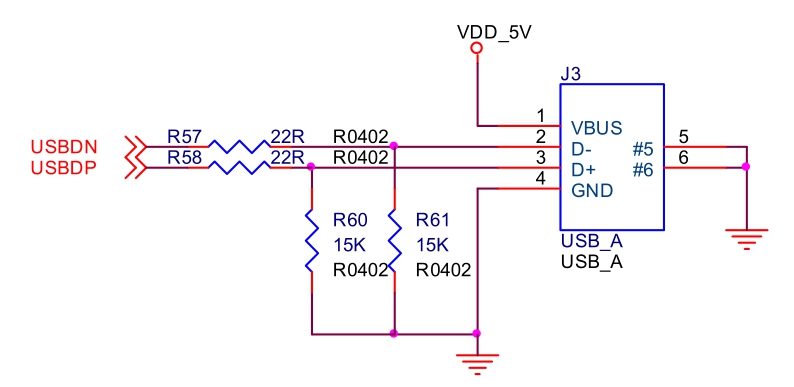 VDD_5V
J3
1 VBUS
USBDN R57 22R R0402 2 D- #5 5
USBDP R58 22R R0402 3 D+ #6 6
4 GND
R60 R61
15K 15K
R0402 R0402
USB_A
USB_A